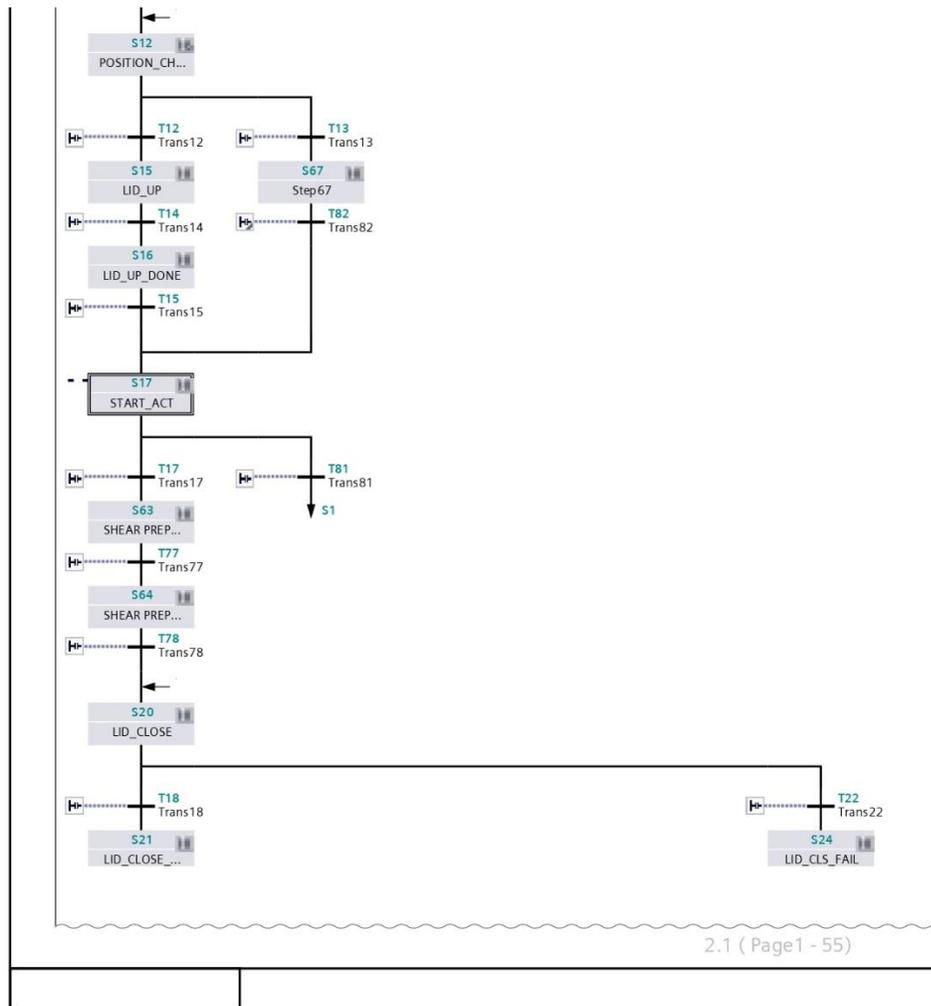 S12
POSITION_CH...
T12
Trans12
T13
Trans13
S15
LID_UP
S67
Step67
T14
Trans14
T82
Trans82
S16
LID_UP_DONE
T15
Trans15
S17
START_ACT
T17
Trans17
T81
Trans81
S63
SHEAR PREP...
S1
T77
Trans77
S64
SHEAR PREP...
T78
Trans78
S20
LID_CLOSE
T18
Trans18
T22
Trans22
S21
LID_CLOSE_...
S24
LID_CLS_FAIL
2.1 ( Page1 - 55)